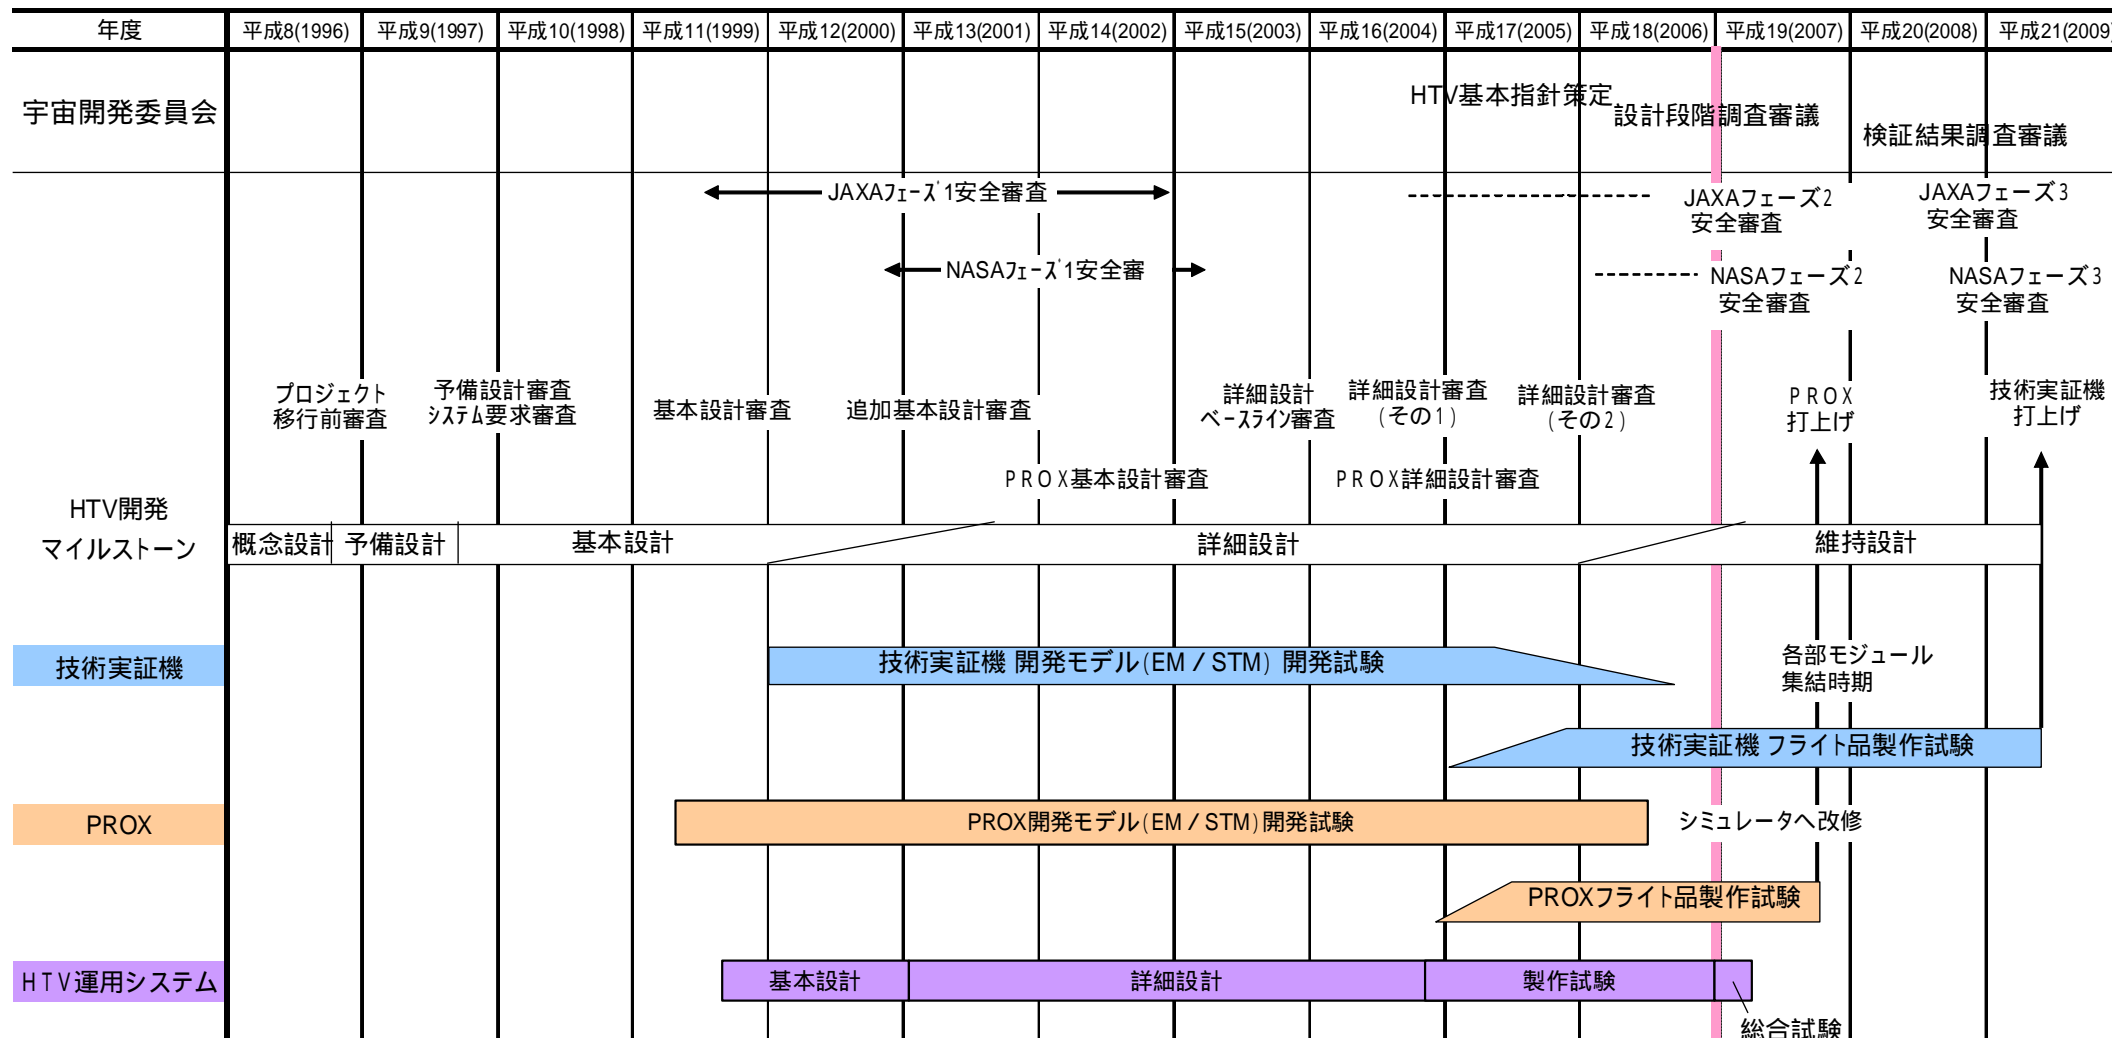 年度 平成8(1996) 平成9(1997) 平成10(1998) 平成11(1999) 平成12(2000) 平成13(2001) 平成14(2002) 平成15(2003) 平成16(2004) 平成17(2005) 平成18(2006) 平成19(2007) 平成20(2008) 平成21(2009)
宇宙開発委員会
HTV基本指針策定
設計段階調査審議
検証結果調査審議
JAXAフェーズ1安全審査
JAXAフェーズ2
安全審査
JAXAフェーズ3
安全審査
NASAフェーズ1安全審
NASAフェーズ2
安全審査
NASAフェーズ3
安全審査
プロジェクト
移行前審査
予備設計審査
システム要求審査
基本設計審査
追加基本設計審査
詳細設計
ベースライン審査
詳細設計審査
(その1)
詳細設計審査
(その2)
PROX
打上げ
技術実証機
打上げ
PROX基本設計審査
PROX詳細設計審査
HTV開発
マイルストーン
概念設計 予備設計 基本設計 詳細設計 維持設計
技術実証機
技術実証機 開発モデル(EM/STM) 開発試験
各部モジュール
集結時期
技術実証機 フライト品製作試験
PROX
PROX開発モデル(EM/STM)開発試験
シミュレータへ改修
PROXフライト品製作試験
HTV運用システム
基本設計 詳細設計 製作試験
総合試験